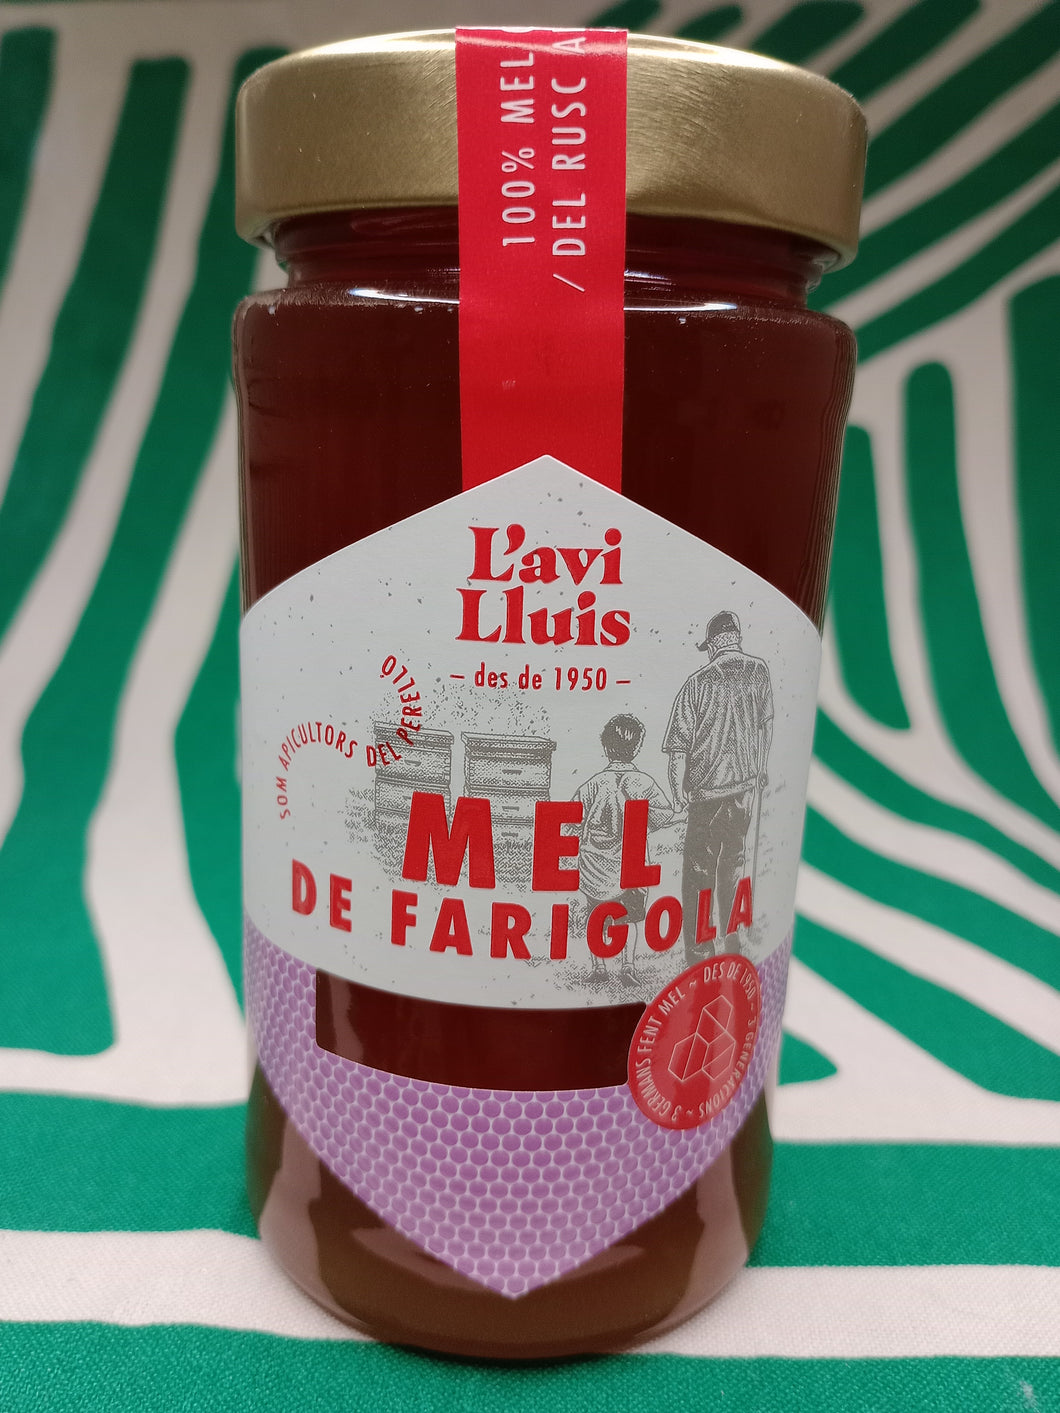 100% MEL
/ DEL RUSC
L'avi
Lluis
– des de 1950 –
SOM APICULTORS DEL PERELLÓ
MEL
DE FARIGOLA
3 GERMANS FENT MEL ~ DES DE 1950 ~ 3 GENERACIONS ~